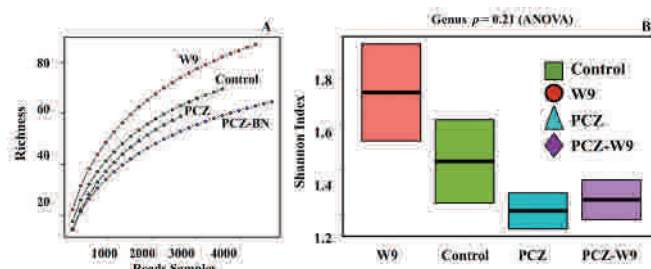 A
Richness
80
60
40
20
W9
Control
PCZ
PCZ-BN
1000 2000 3000 4000
Reads Samples
Genus p= 0.21 (ANOVA)
B
Shannon Index
1.8
1.6
1.4
1.2
Control
W9
PCZ
PCZ-W9
W9 Control PCZ PCZ-W9